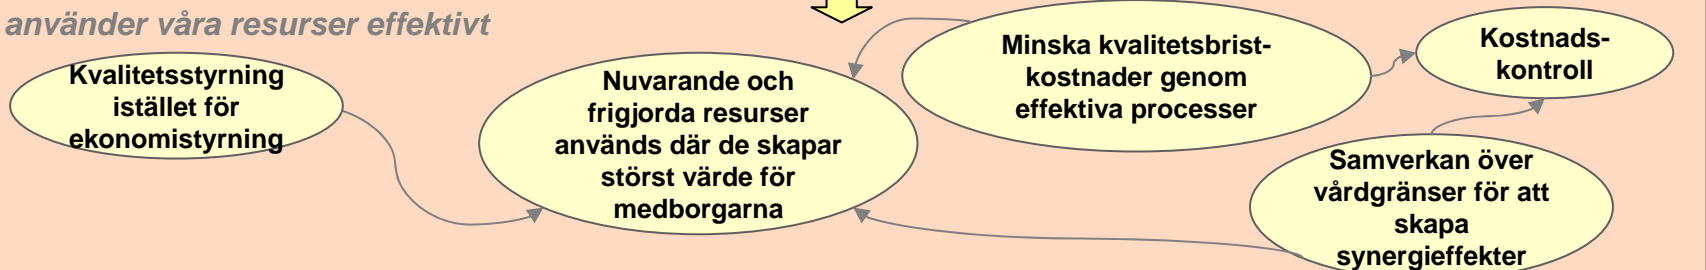 använder våra resurser effektivt
Kvalitetsstyrning
istället för
ekonomistyrning
Nuvarande och
frigjorda resurser
används där de skapar
störst värde för
medborgarna
Minska kvalitetsbrist-
kostnader genom
effektiva processer
Kostnads-
kontroll
Samverkan över
vårdgränser för att
skapa
synergieffekter